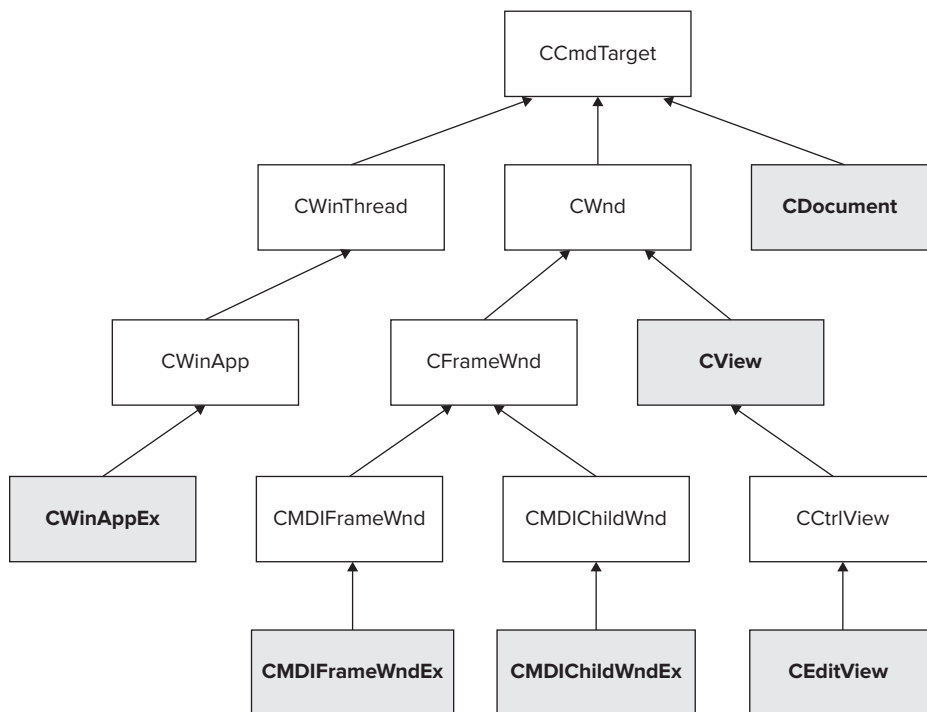 CCmdTarget
CWinThread
CWnd
CDocument
CWinApp
CFrameWnd
CView
CWinAppEx
CMDIFrameWnd
CMDIChildWnd
CCtrlView
CMDIFrameWndEx
CMDIChildWndEx
CEditView